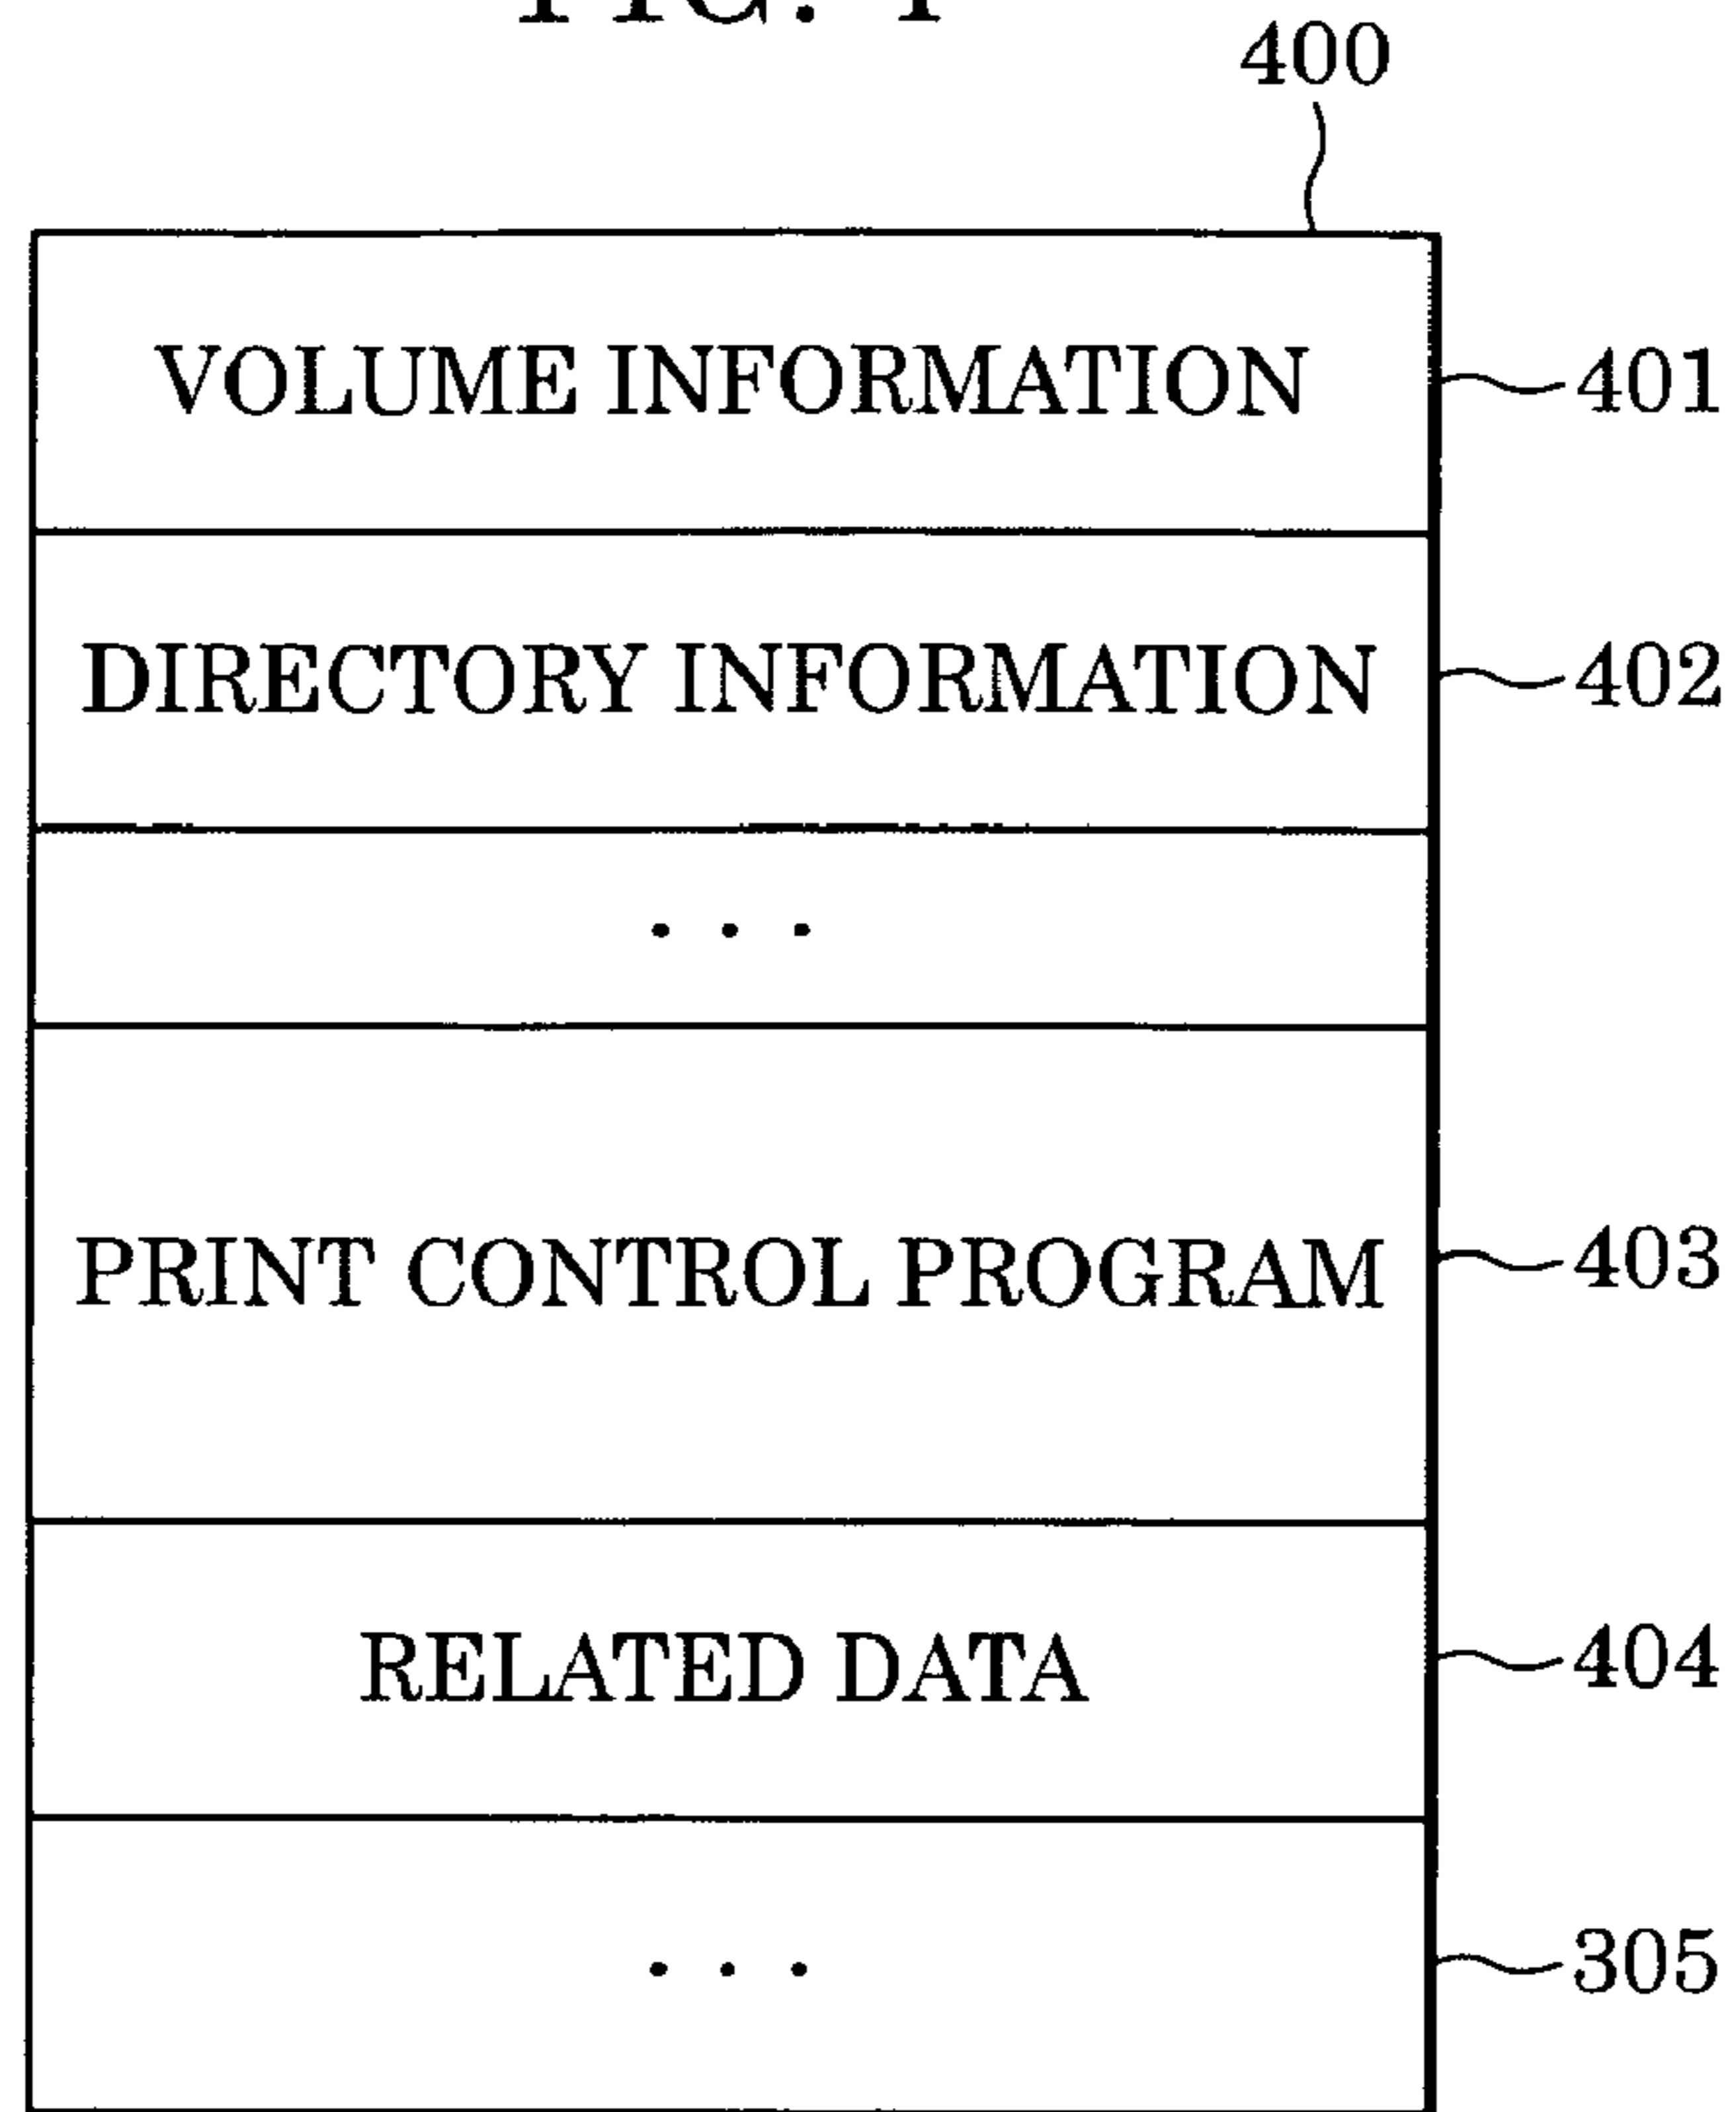 400
VOLUME INFORMATION 401
DIRECTORY INFORMATION 402
. . .
PRINT CONTROL PROGRAM 403
RELATED DATA 404
. . . 305